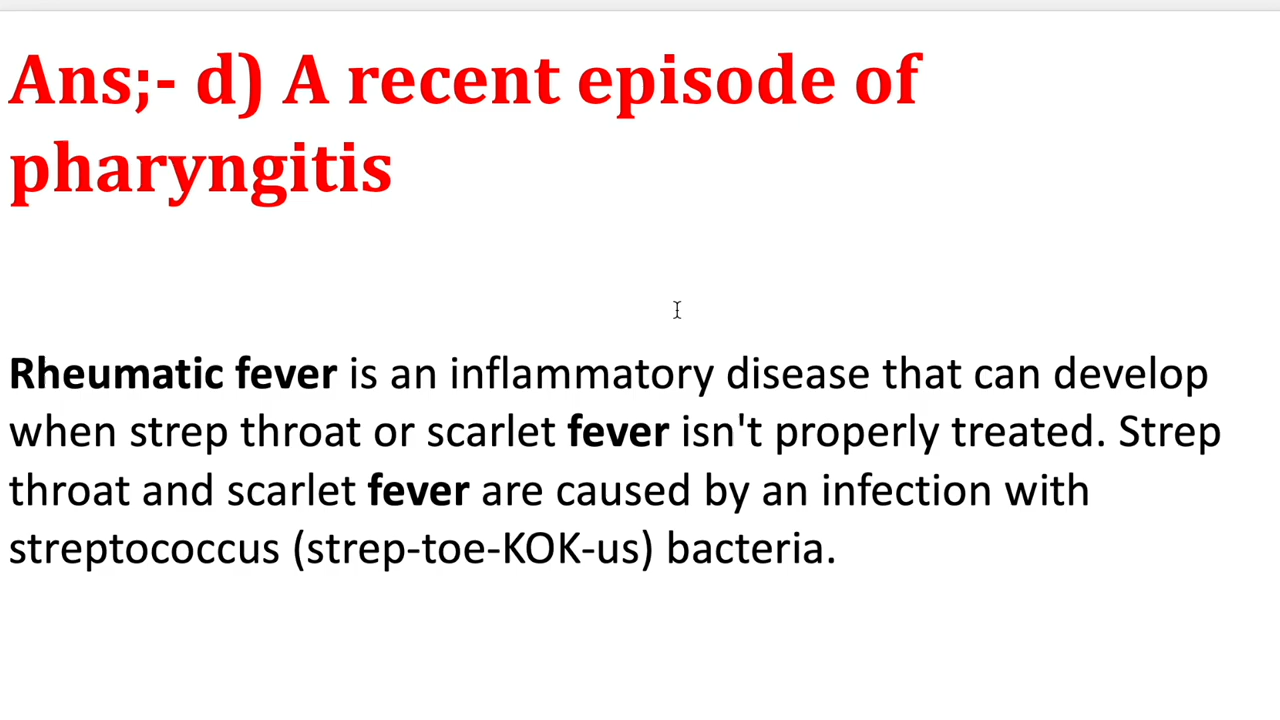 Ans;- d) A recent episode of
pharyngitis
Rheumatic fever is an inflammatory disease that can develop
when strep throat or scarlet fever isn't properly treated. Strep
throat and scarlet fever are caused by an infection with
streptococcus (strep-toe-KOK-us) bacteria.